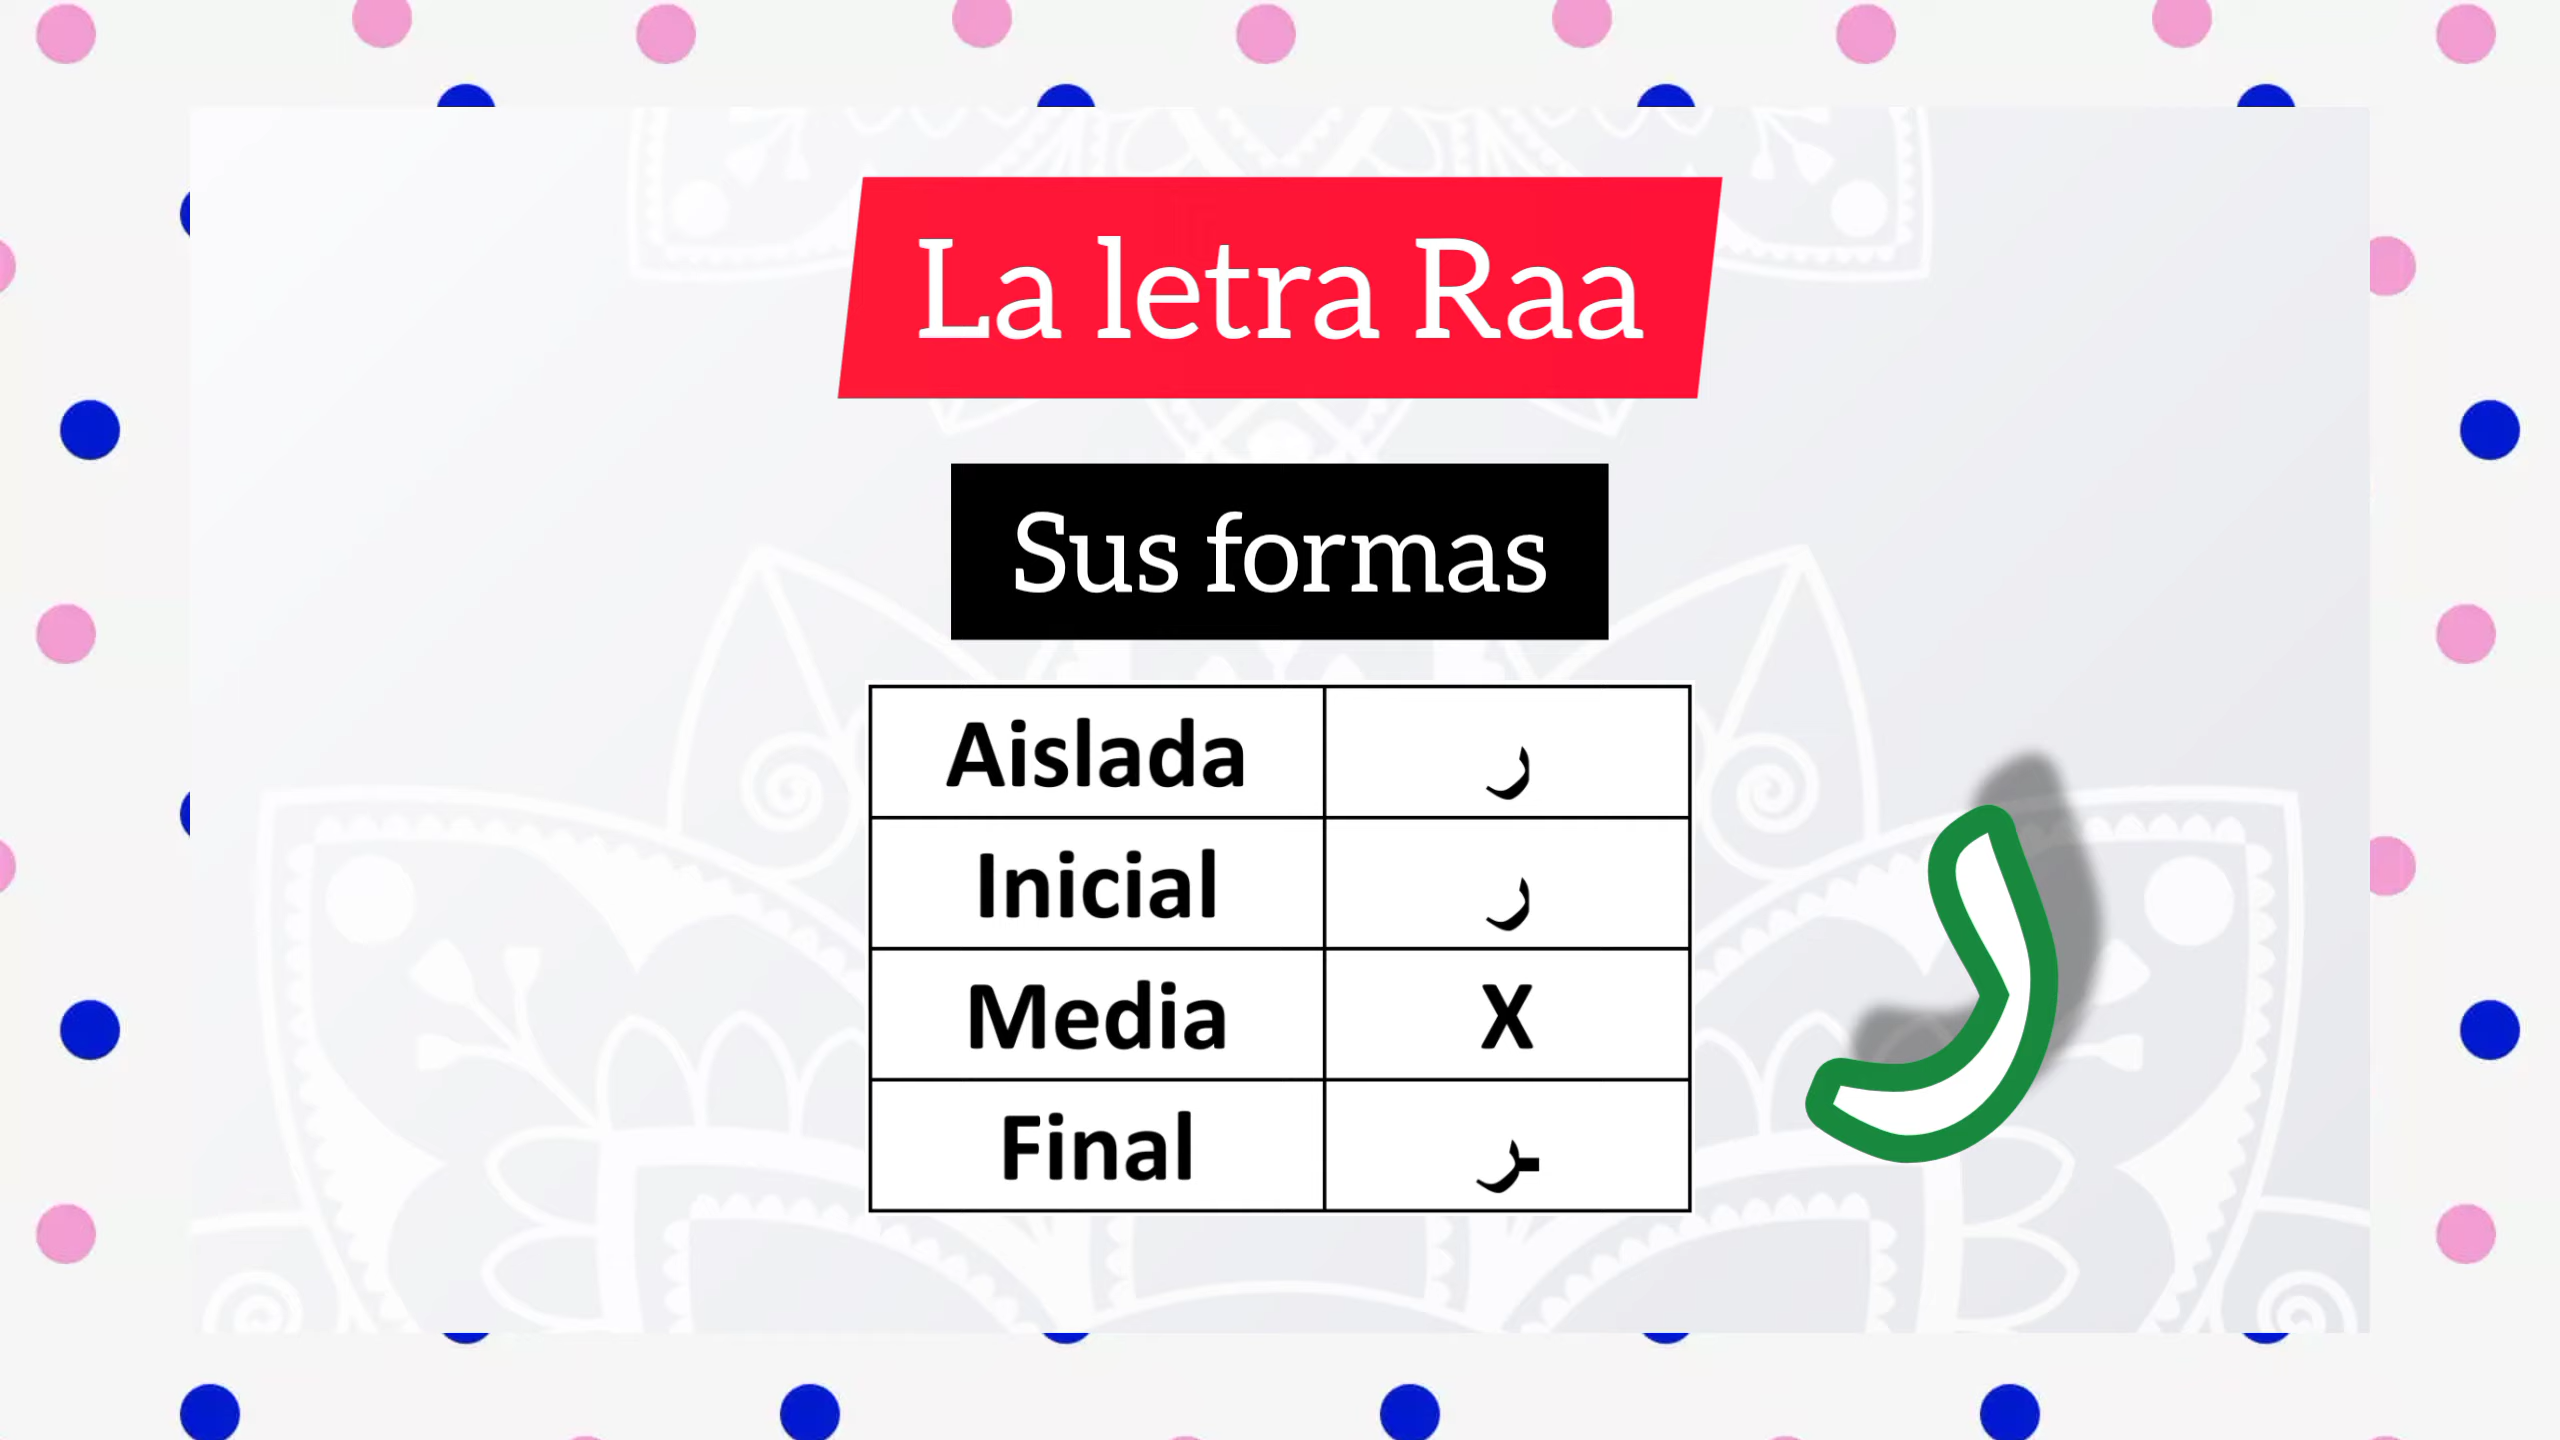 La letra Raa
Sus formas
Aislada ر
Inicial ر
Media X
Final ـر
ر